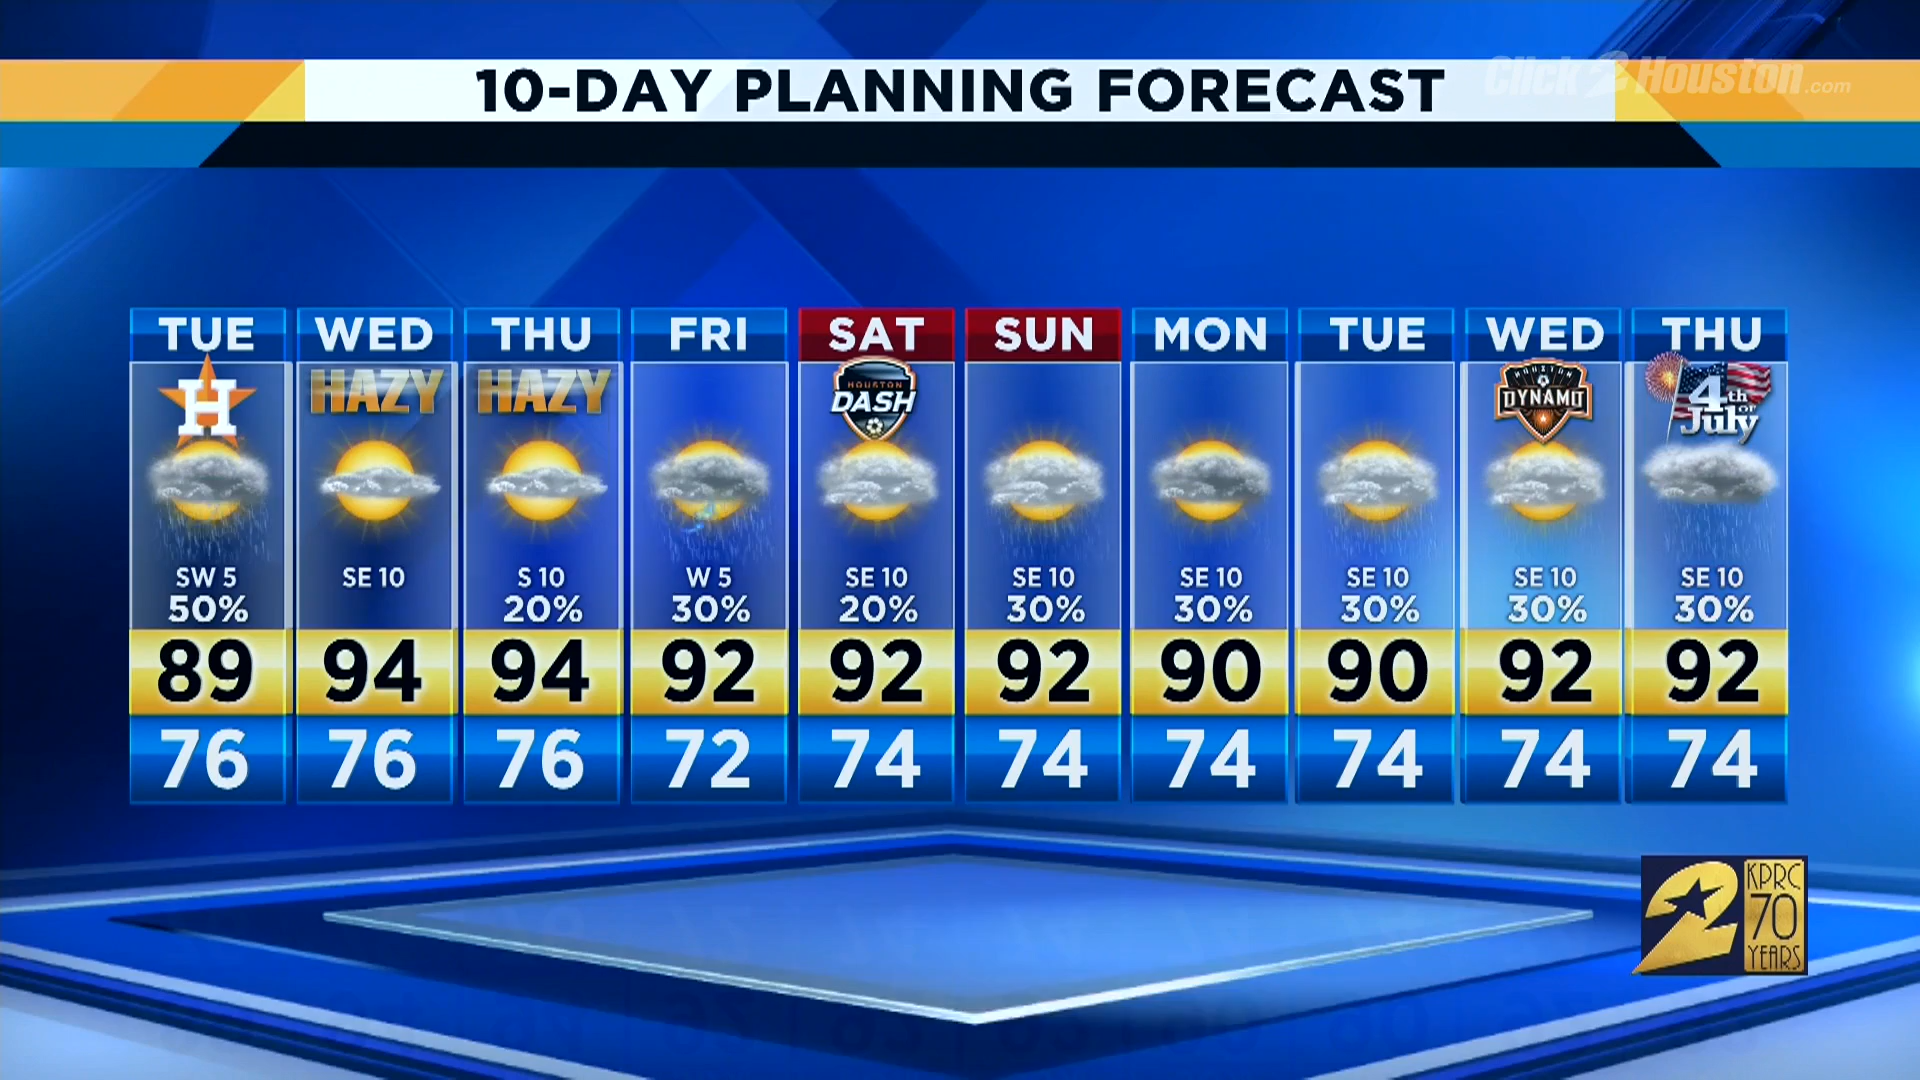 10-DAY PLANNING FORECAST
Click2Houston.com
TUE WED THU FRI SAT SUN MON TUE WED THU
H HAZY HAZY HOUSTON DASH HOUSTON DYNAMO 4th of July
SW 5 SE 10 S 10 W 5 SE 10 SE 10 SE 10 SE 10 SE 10 SE 10
50% 20% 30% 20% 30% 30% 30% 30% 30%
89 94 94 92 92 92 90 90 92 92
76 76 76 72 74 74 74 74 74 74
2 KPRC
70
YEARS